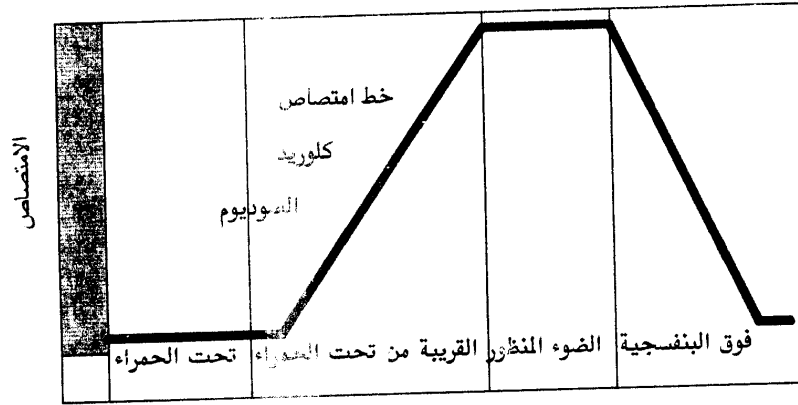 الامتصاص
خط امتصاص
كلوريد
الصوديوم
فوق البنفسجية الضوء المنظور القريبة من تحت الحمراء تحت الحمراء